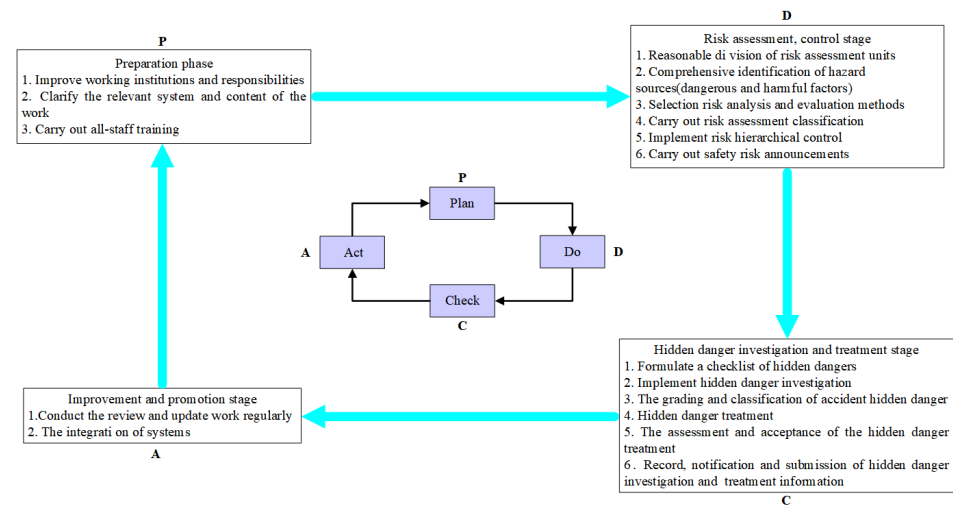 P
Preparation phase
1. Improve working institutions and responsibilities
2. Clarify the relevant system and content of the
work
3. Carry out all-staff training
D
Risk assessment, control stage
1. Reasonable di vision of risk assessment units
2. Comprehensive identification of hazard
sources(dangerous and harmful factors)
3. Selection risk analysis and evaluation methods
4. Carry out risk assessment classification
5. Implement risk hierarchical control
6. Carry out safety risk announcements
P
Plan
A
Act
Do
D
Check
C
Hidden danger investigation and treatment stage
1. Formulate a checklist of hidden dangers
2. Implement hidden danger investigation
3. The grading and classification of accident hidden danger
4. Hidden danger treatment
5. The assessment and acceptance of the hidden danger
treatment
6. Record, notification and submission of hidden danger
investigation and treatment information
C
Improvement and promotion stage
1.Conduct the review and update work regularly
2. The integrati on of systems
A